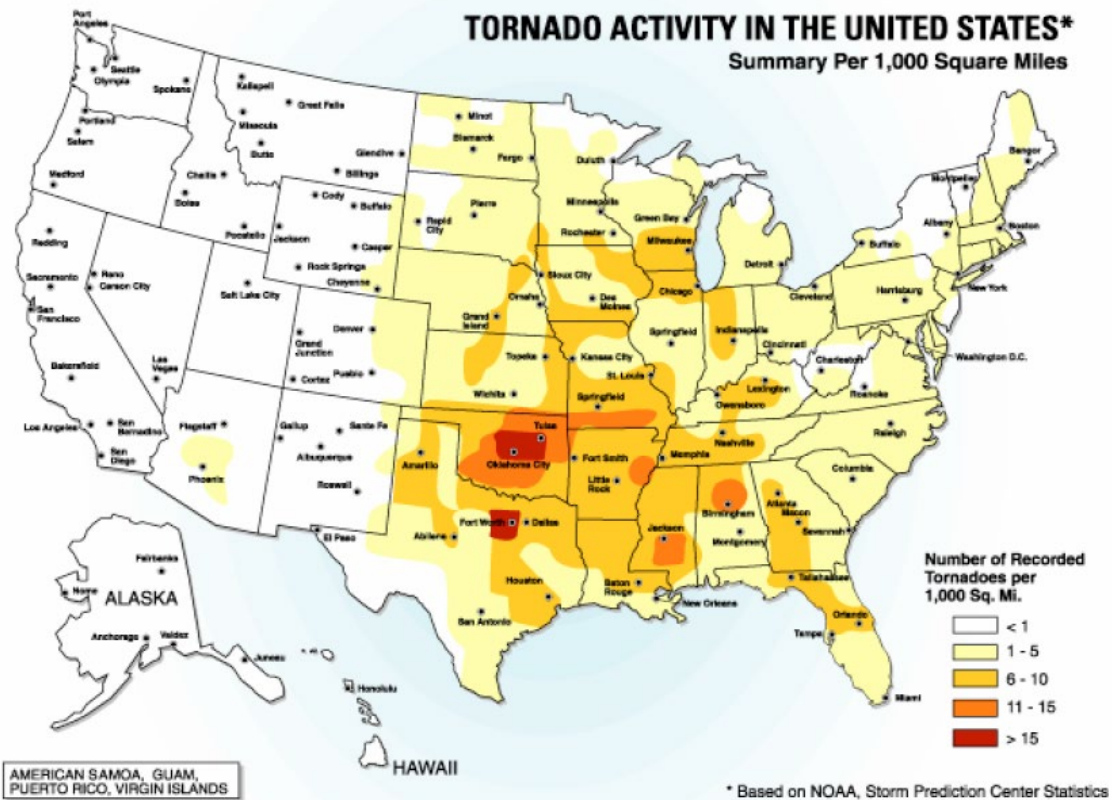 TORNADO ACTIVITY IN THE UNITED STATES*
Summary Per 1,000 Square Miles
Port
Angeles
Seattle
Olympia
Spokane
Portland
Salem
Medford
Kalispell
Great Falls
Missoula
Butte
Glendive
Billings
Challis
Boise
Pocatello
Cody
Buffalo
Jackson
Casper
Rock Springs
Cheyenne
Redding
Sacramento
San
Francisco
Reno
Carson City
Salt Lake City
Bakersfield
Las
Vegas
Los Angeles
San
Bernadino
San
Diego
Denver
Grand
Junction
Pueblo
Cortez
Flagstaff
Phoenix
Gallup
Santa Fe
Albuquerque
Roswell
El Paso
Minot
Bismarck
Fargo
Rapid
City
Pierre
Duluth
Minneapolis
Rochester
Green Bay
Milwaukee
Sioux City
Omaha
Grand
Island
Des
Moines
Chicago
Detroit
Topeka
Kansas City
Wichita
St. Louis
Springfield
Springfield
Indianapolis
Cincinnati
Cleveland
Lexington
Owensboro
Charleston
Roanoke
Nashville
Memphis
Raleigh
Columbia
Tulsa
Oklahoma City
Amarillo
Fort Smith
Little
Rock
Fort Worth
Dallas
Abilene
Houston
San Antonio
Jackson
Baton
Rouge
New Orleans
Birmingham
Montgomery
Atlanta
Macon
Savannah
Tallahassee
Orlando
Tampa
Miami
Bangor
Montpelier
Albany
Boston
Buffalo
Harrisburg
New York
Washington D.C.
Fairbanks
Nome
ALASKA
Anchorage
Valdez
Juneau
Honolulu
HAWAII
AMERICAN SAMOA, GUAM,
PUERTO RICO, VIRGIN ISLANDS
Number of Recorded
Tornadoes per
1,000 Sq. Mi.
< 1
1 - 5
6 - 10
11 - 15
> 15
* Based on NOAA, Storm Prediction Center Statistics